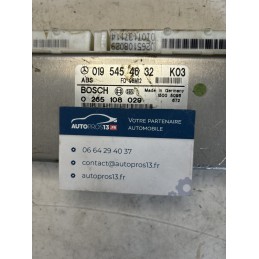 0265108029
019 545 46 32 K03
ABS
BOSCH
Made in Germany
0 265 108 029
AUTOPROS13.FR
VOTRE PARTENAIRE
AUTOMOBILE
06 64 29 40 37
contact@autopros13.fr
autopros13.fr